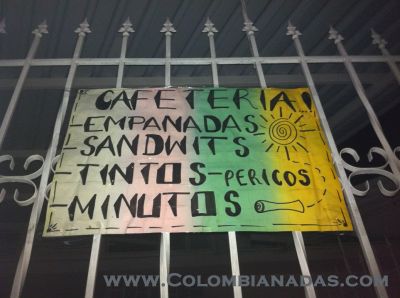 CAFETERIA!
-EMPANADAS
-SANDWITS
-TINTOS-PERICOS
-MINUTOS
www.Colombianadas.com